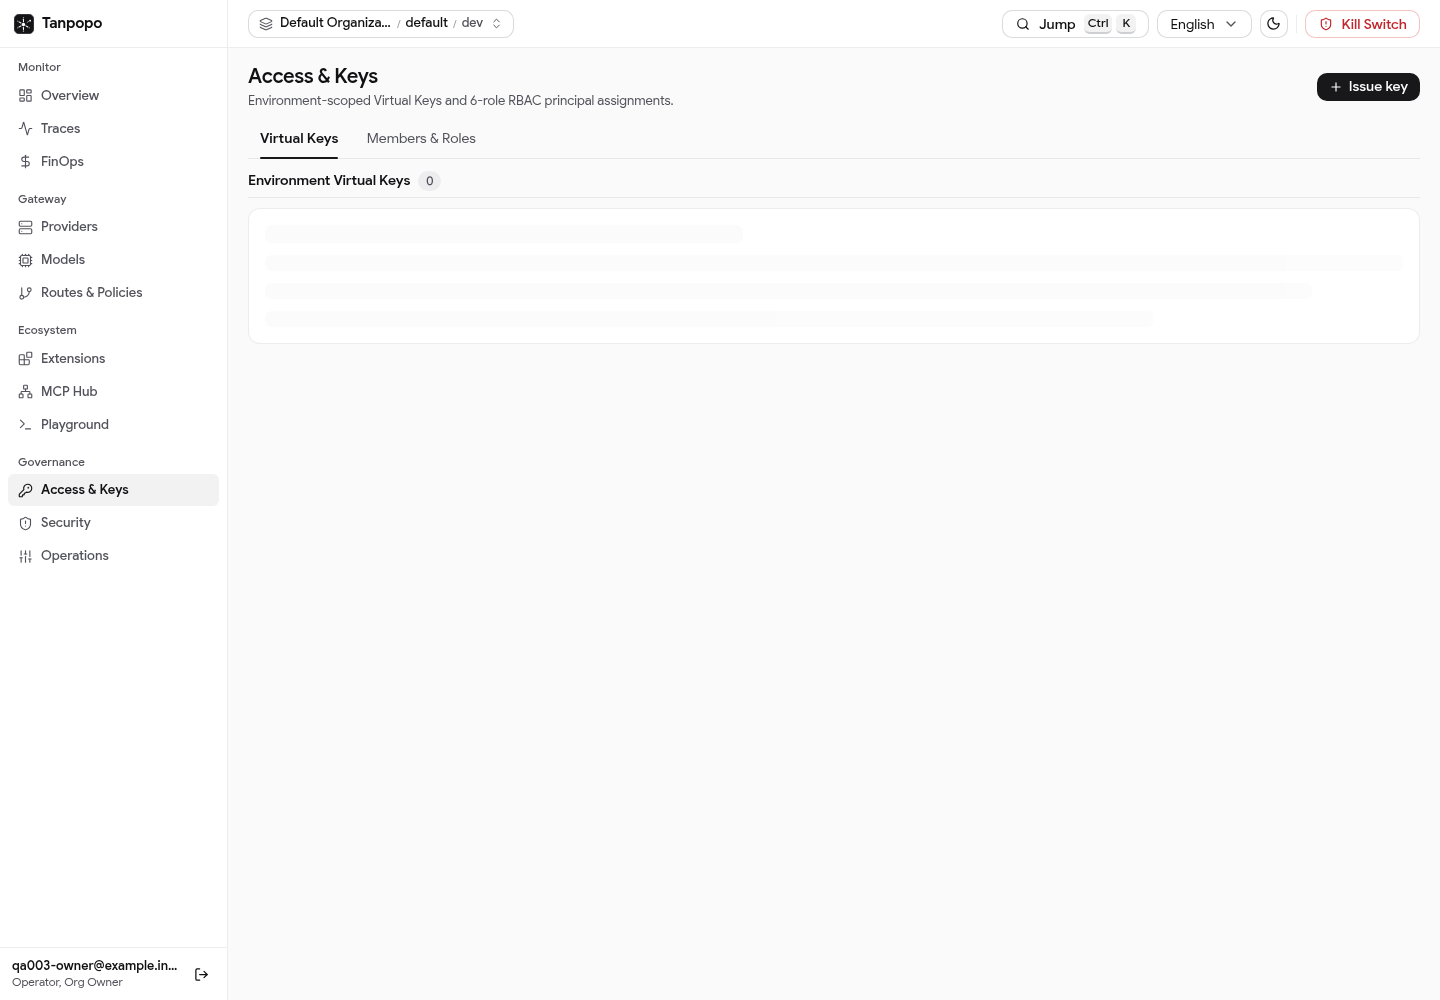 Tanpopo
Default Organiza... / default / dev
Jump Ctrl K
English
Kill Switch
Monitor
Overview
Traces
FinOps
Gateway
Providers
Models
Routes & Policies
Ecosystem
Extensions
MCP Hub
Playground
Governance
Access & Keys
Security
Operations
qa003-owner@example.in...
Operator, Org Owner
Access & Keys
Environment-scoped Virtual Keys and 6-role RBAC principal assignments.
Issue key
Virtual Keys
Members & Roles
Environment Virtual Keys 0